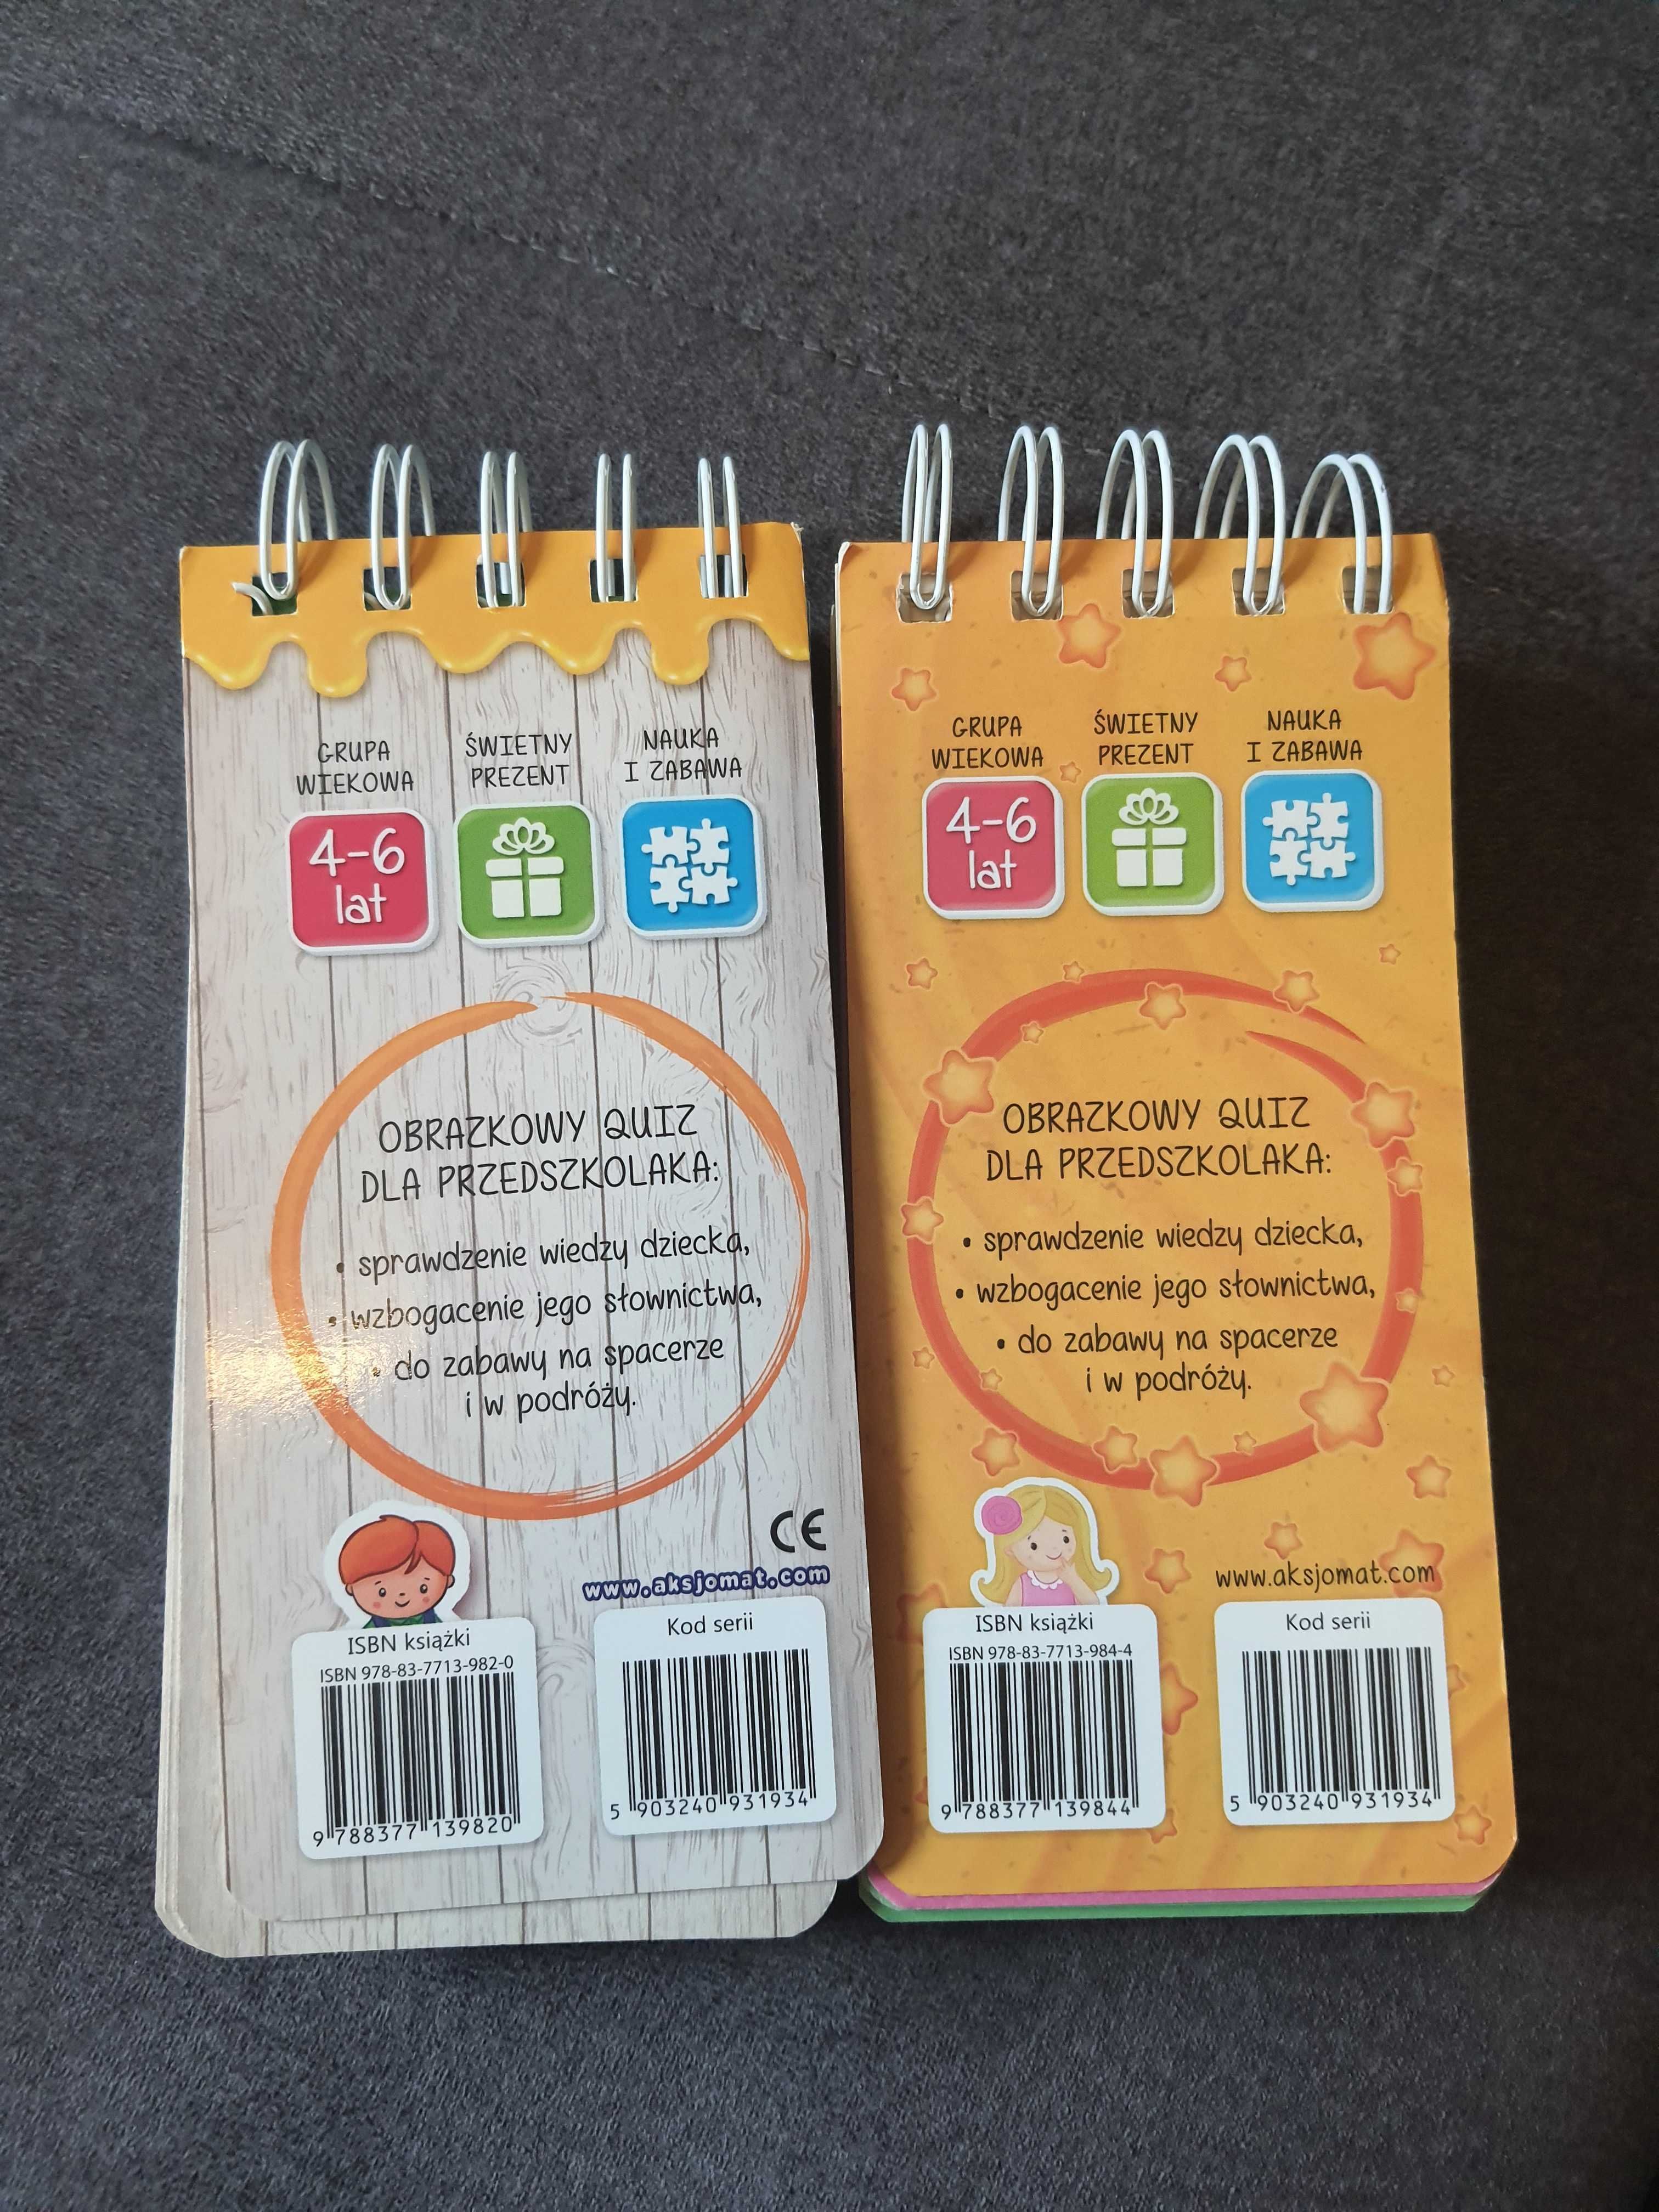 GRUPA
WIEKOWA
4-6
lat
ŚWIETNY
PREZENT
NAUKA
I ZABAWA
OBRAZKOWY QUIZ
DLA PRZEDSZKOLAKA:
• sprawdzenie wiedzy dziecka,
• wzbogacenie jego słownictwa,
• do zabawy na spacerze
i w podróży.
CE
www.aksjomat.com
ISBN książki
ISBN 978-83-7713-982-0
9 788377 139820
Kod serii
5 903240 931934
GRUPA
WIEKOWA
4-6
lat
ŚWIETNY
PREZENT
NAUKA
I ZABAWA
OBRAZKOWY QUIZ
DLA PRZEDSZKOLAKA:
• sprawdzenie wiedzy dziecka,
• wzbogacenie jego słownictwa,
• do zabawy na spacerze
i w podróży.
www.aksjomat.com
ISBN książki
ISBN 978-83-7713-984-4
9 788377 139844
Kod serii
5 903240 931934